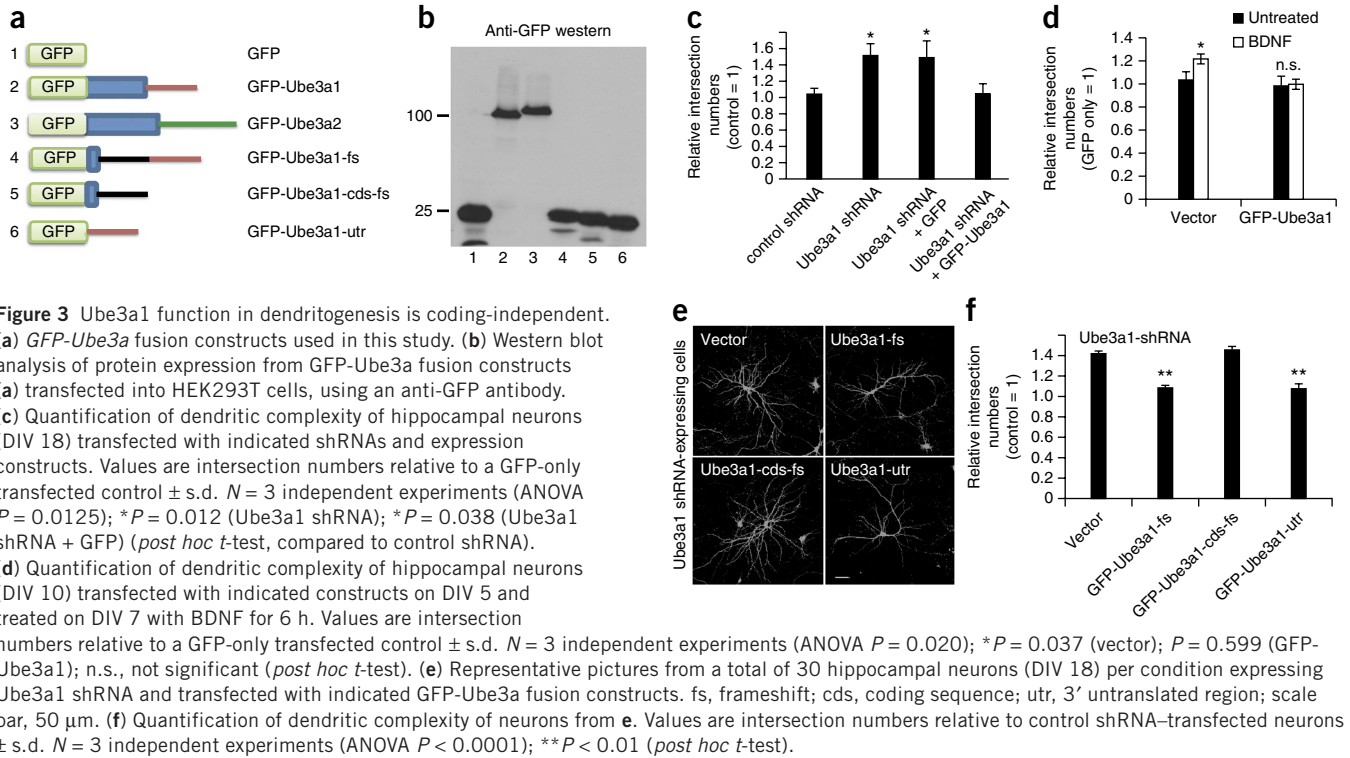 a
1 GFP GFP
2 GFP GFP-Ube3a1
3 GFP GFP-Ube3a2
4 GFP GFP-Ube3a1-fs
5 GFP GFP-Ube3a1-cds-fs
6 GFP GFP-Ube3a1-utr
b
Anti-GFP western
100
25
1 2 3 4 5 6
c
Relative intersection
numbers
(control = 1)
1.6
1.4
1.2
1.0
0.8
0.6
0.4
0.2
0
* *
control shRNA
Ube3a1 shRNA
Ube3a1 shRNA
+ GFP
Ube3a1 shRNA
+ GFP-Ube3a1
d
Untreated
BDNF
Relative intersection
numbers
(GFP only = 1)
1.4
1.2
1.0
0.8
0.6
0.4
0.2
0
*
n.s.
Vector GFP-Ube3a1
Figure 3 Ube3a1 function in dendritogenesis is coding-independent.
(a) GFP-Ube3a fusion constructs used in this study. (b) Western blot
analysis of protein expression from GFP-Ube3a fusion constructs
(a) transfected into HEK293T cells, using an anti-GFP antibody.
(c) Quantification of dendritic complexity of hippocampal neurons
(DIV 18) transfected with indicated shRNAs and expression
constructs. Values are intersection numbers relative to a GFP-only
transfected control ± s.d. N = 3 independent experiments (ANOVA
P = 0.0125); *P = 0.012 (Ube3a1 shRNA); *P = 0.038 (Ube3a1
shRNA + GFP) (post hoc t-test, compared to control shRNA).
(d) Quantification of dendritic complexity of hippocampal neurons
(DIV 10) transfected with indicated constructs on DIV 5 and
treated on DIV 7 with BDNF for 6 h. Values are intersection
numbers relative to a GFP-only transfected control ± s.d. N = 3 independent experiments (ANOVA P = 0.020); *P = 0.037 (vector); P = 0.599 (GFP-
Ube3a1); n.s., not significant (post hoc t-test). (e) Representative pictures from a total of 30 hippocampal neurons (DIV 18) per condition expressing
Ube3a1 shRNA and transfected with indicated GFP-Ube3a fusion constructs. fs, frameshift; cds, coding sequence; utr, 3′ untranslated region; scale
bar, 50 μm. (f) Quantification of dendritic complexity of neurons from e. Values are intersection numbers relative to control shRNA–transfected neurons
± s.d. N = 3 independent experiments (ANOVA P < 0.0001); **P < 0.01 (post hoc t-test).
e
Ube3a1 shRNA-expressing cells
Vector
Ube3a1-fs
Ube3a1-cds-fs
Ube3a1-utr
f
Ube3a1-shRNA
Relative intersection
numbers
(control = 1)
1.4
1.2
1.0
0.8
0.6
0.4
0.2
0
** **
Vector
GFP-Ube3a1-fs
GFP-Ube3a1-cds-fs
GFP-Ube3a1-utr